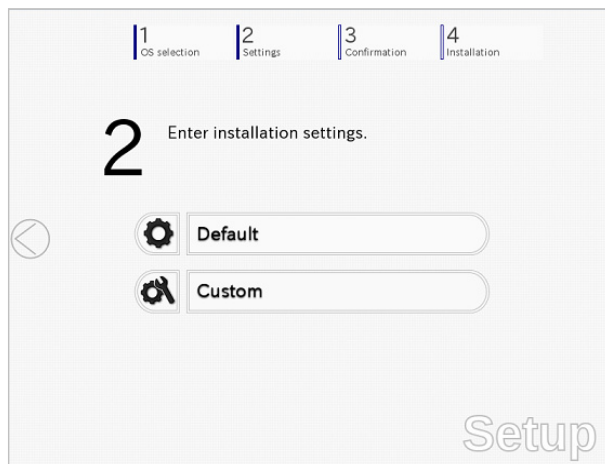 1
OS selection
2
Settings
3
Confirmation
4
Installation
2
Enter installation settings.
Default
Custom
Setup